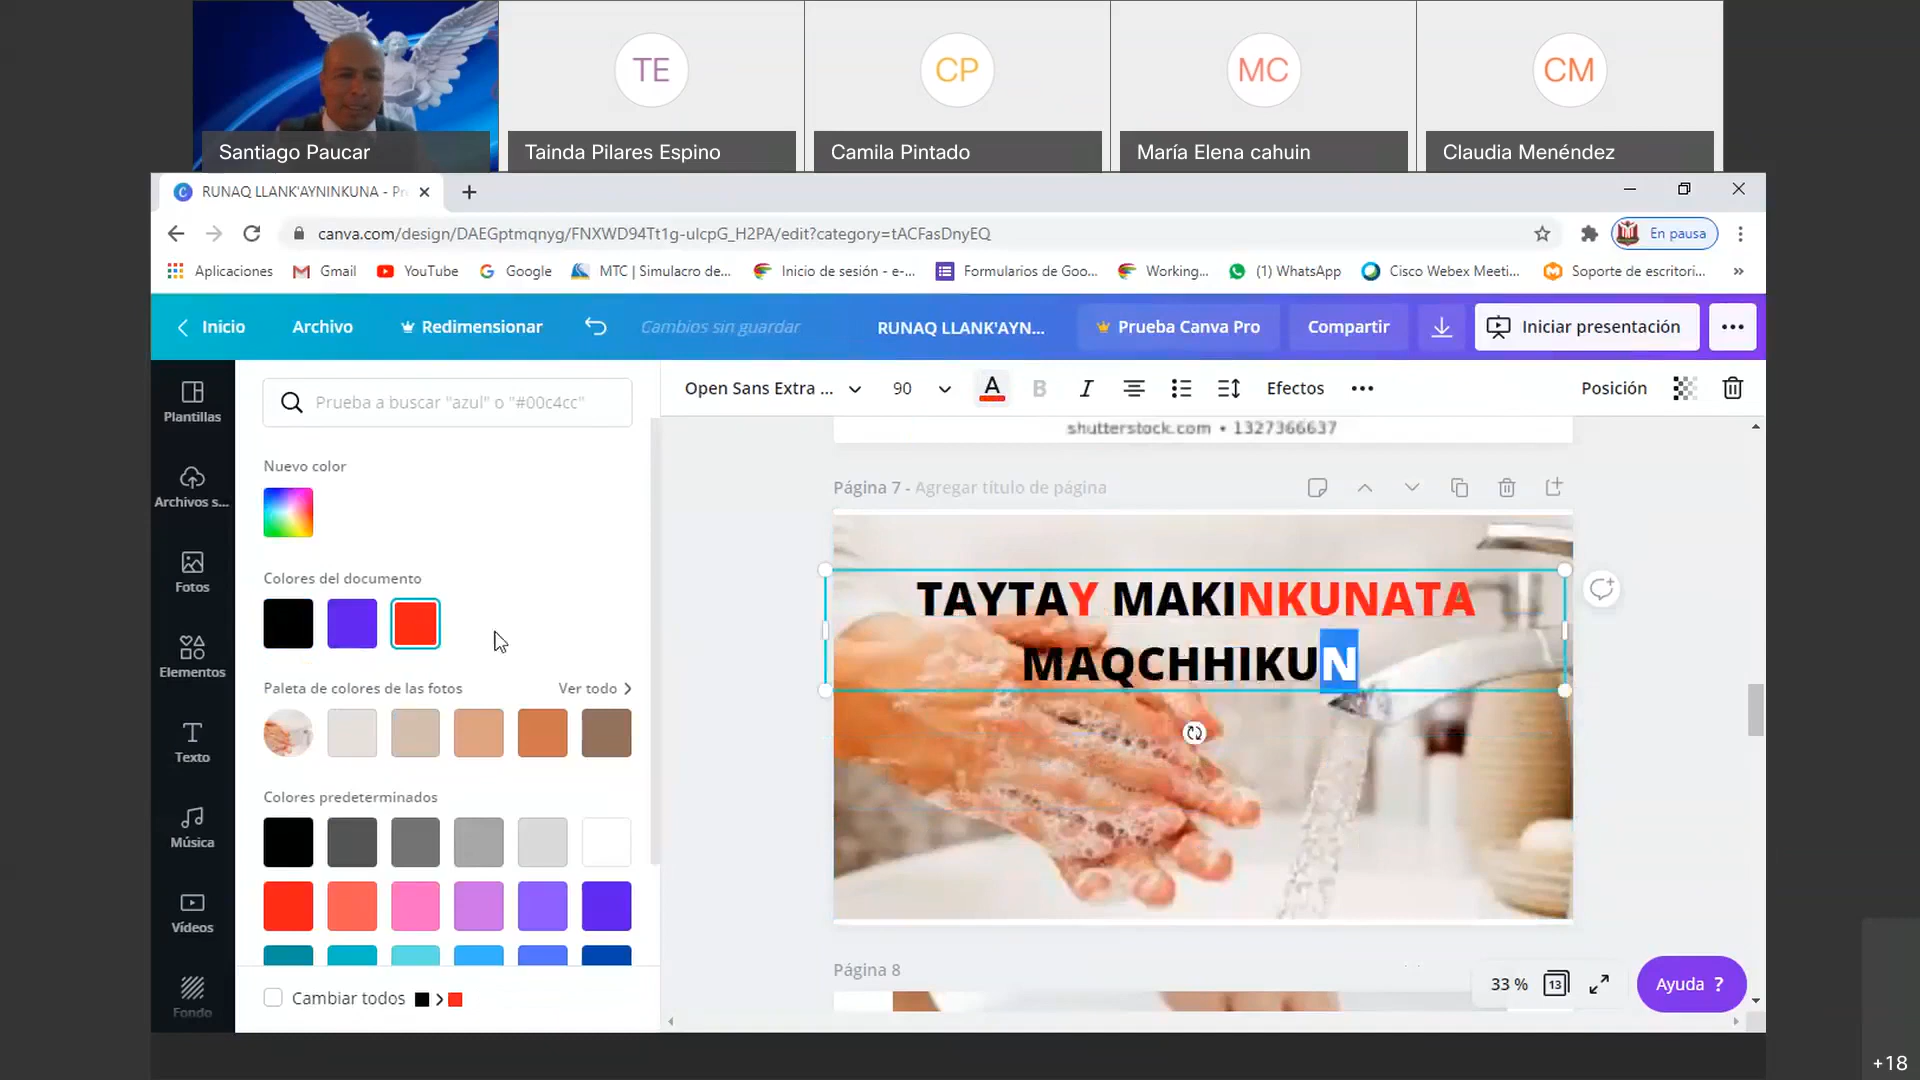 TE
CP
MC
CM
Santiago Paucar
Tainda Pilares Espino
Camila Pintado
María Elena cahuin
Claudia Menéndez
RUNAQ LLANK'AYNINKUNA - Pr
canva.com/design/DAEGptmqnyg/FNXWD94Tt1g-ulcpG_H2PA/edit?category=tACFasDnyEQ
En pausa
Aplicaciones
Gmail
YouTube
Google
MTC | Simulacro de...
Inicio de sesión - e-...
Formularios de Goo...
Working...
(1) WhatsApp
Cisco Webex Meeti...
Soporte de escritori...
»
Inicio
Archivo
Redimensionar
Cambios sin guardar
RUNAQ LLANK'AYN...
Prueba Canva Pro
Compartir
Iniciar presentación
Plantillas
Archivos s...
Fotos
Elementos
Texto
Música
Vídeos
Fondo
Prueba a buscar "azul" o "#00c4cc"
Nuevo color
Colores del documento
Paleta de colores de las fotos
Ver todo
Colores predeterminados
Cambiar todos
Open Sans Extra ...
90
A
B
I
Efectos
Posición
shutterstock.com • 1327366637
Página 7 - Agregar título de página
TAYTAY MAKINKUNATA
MAQCHHIKUN
Página 8
33 %
13
Ayuda ?
+18